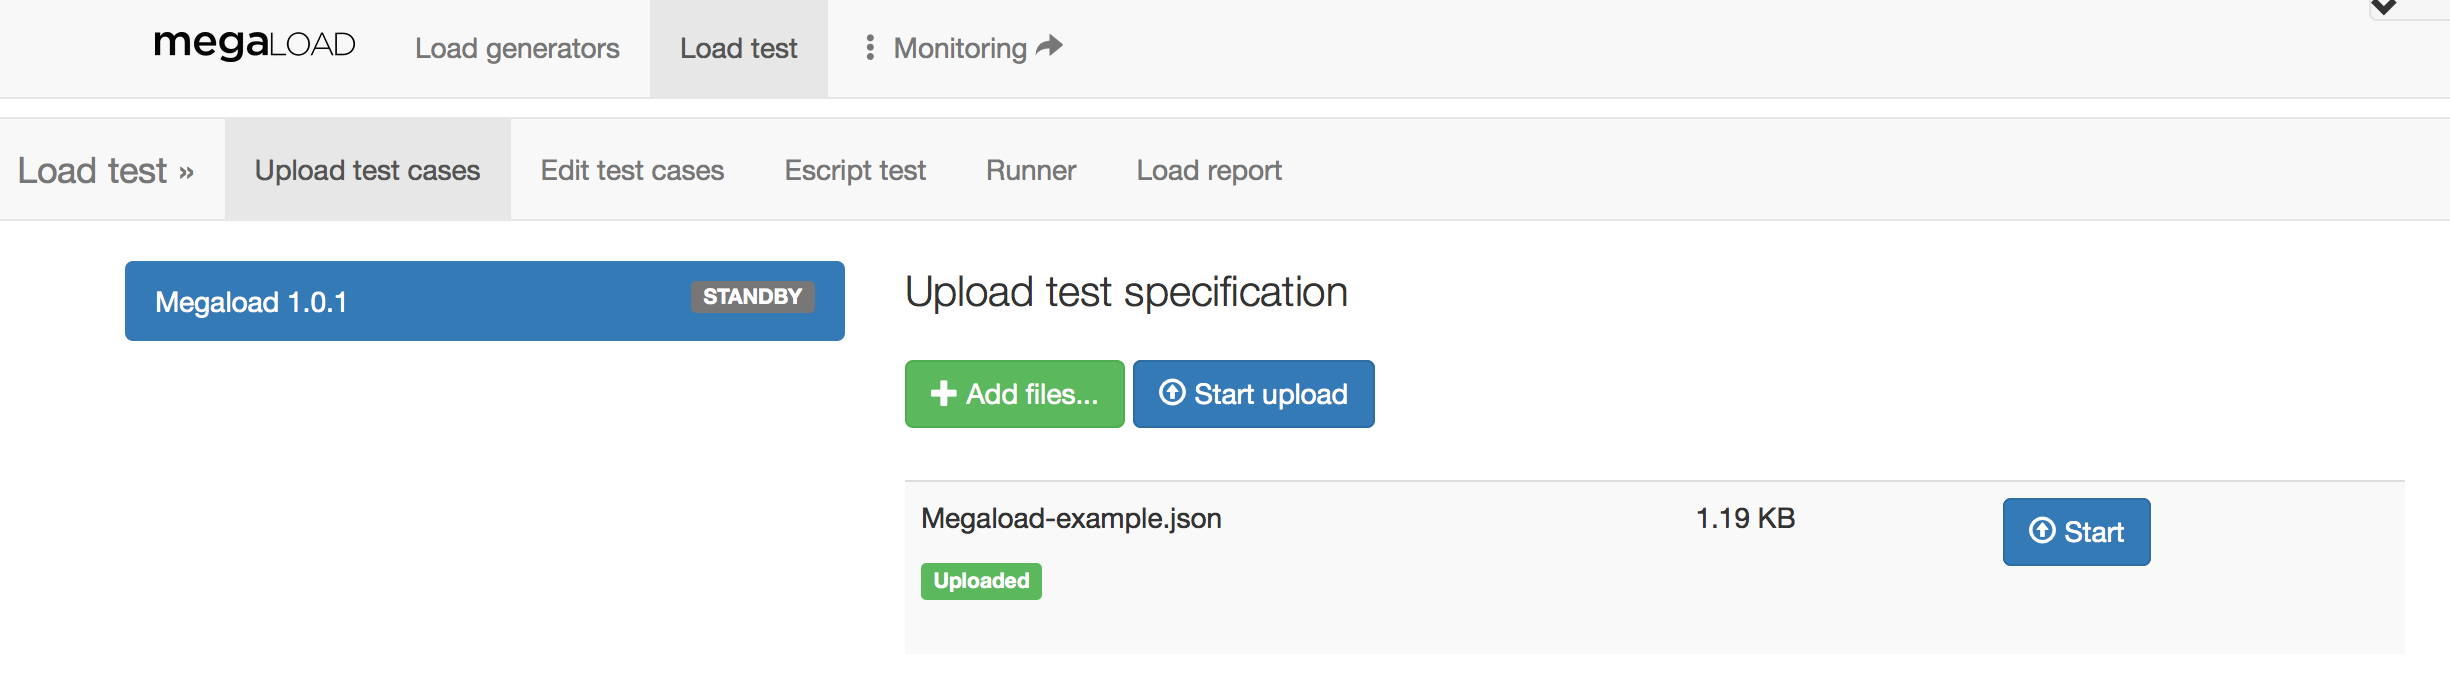 megaLOAD Load generators Load test Monitoring
Load test » Upload test cases Edit test cases Escript test Runner Load report
Megaload 1.0.1 STANDBY
Upload test specification
Add files... Start upload
Megaload-example.json 1.19 KB Start
Uploaded